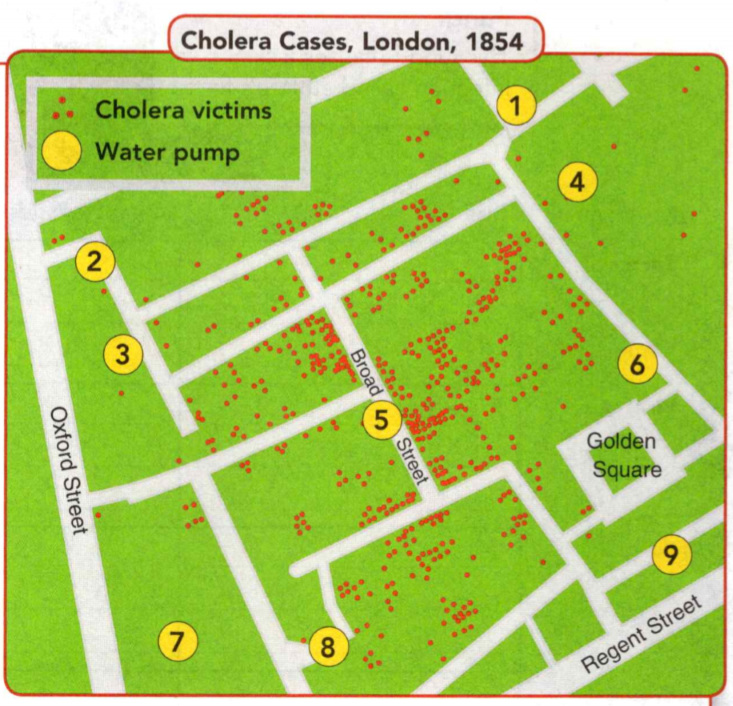 Cholera Cases, London, 1854
Cholera victims
Water pump
1
4
2
3
6
Broad
5
Street
Golden
Square
Oxford Street
9
7
8
Regent Street